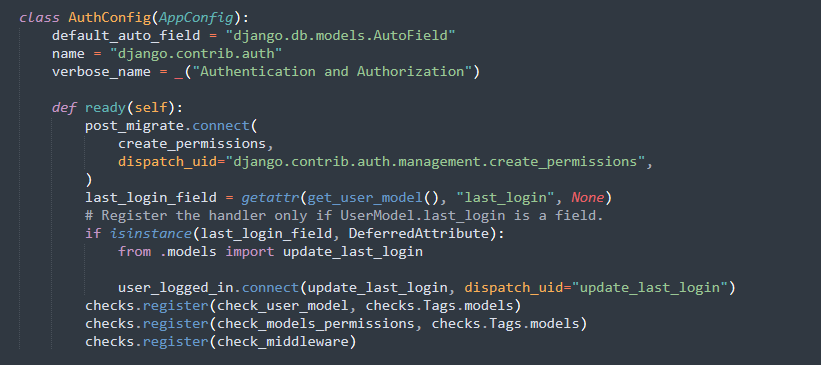 class AuthConfig(AppConfig):
    default_auto_field = "django.db.models.AutoField"
    name = "django.contrib.auth"
    verbose_name = _("Authentication and Authorization")

    def ready(self):
        post_migrate.connect(
            create_permissions,
            dispatch_uid="django.contrib.auth.management.create_permissions",
        )
        last_login_field = getattr(get_user_model(), "last_login", None)
        # Register the handler only if UserModel.last_login is a field.
        if isinstance(last_login_field, DeferredAttribute):
            from .models import update_last_login

            user_logged_in.connect(update_last_login, dispatch_uid="update_last_login")
        checks.register(check_user_model, checks.Tags.models)
        checks.register(check_models_permissions, checks.Tags.models)
        checks.register(check_middleware)